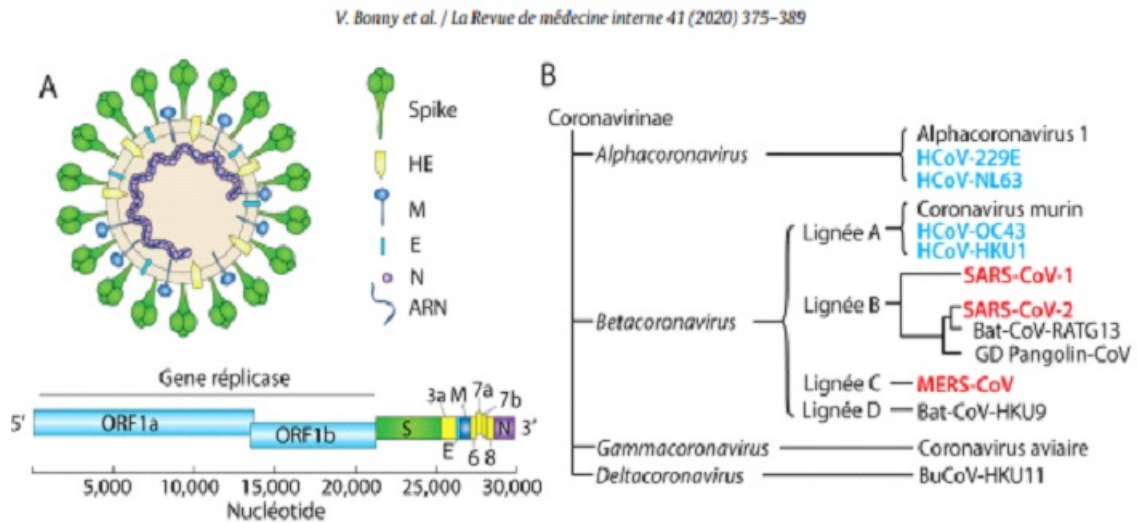 V. Bonny et al. / La Revue de médecine interne 41 (2020) 375–389
A
Spike
HE
M
E
N
ARN
Gene réplicase
3a M 7a 7b
5' ORF1a ORF1b S N 3'
E 6 8
5,000 10,000 15,000 20,000 25,000 30,000
Nucléotide
B
Coronavirinae
Alphacoronavirus
Alphacoronavirus 1
HCoV-229E
HCoV-NL63
Betacoronavirus
Lignée A
Coronavirus murin
HCoV-OC43
HCoV-HKU1
Lignée B
SARS-CoV-1
SARS-CoV-2
Bat-CoV-RATG13
GD Pangolin-CoV
Lignée C
MERS-CoV
Lignée D
Bat-CoV-HKU9
Gammacoronavirus
Coronavirus aviaire
Deltacoronavirus
BuCoV-HKU11